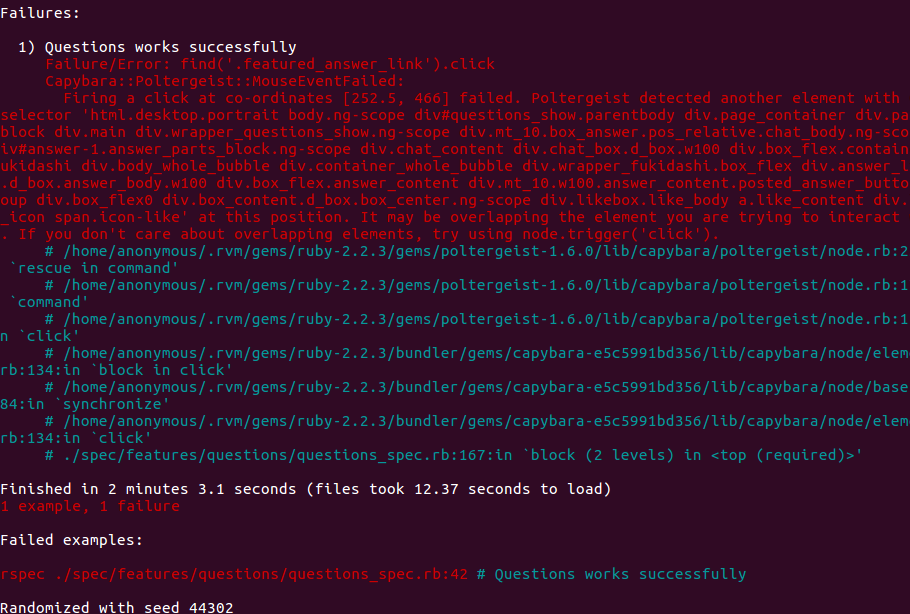 Failures:
1) Questions works successfully
Failure/Error: find('.featured_answer_link').click
Capybara::Poltergeist::MouseEventFailed:
Firing a click at co-ordinates [252.5, 466] failed. Poltergeist detected another element with
selector 'html.desktop.portrait body.ng-scope div#questions_show.parentbody div.page_container div.pa
block div.main div.wrapper_questions_show.ng-scope div.mt_10.box_answer.pos_relative.chat_body.ng-sco
iv#answer-1.answer_parts_block.ng-scope div.chat_content div.chat_box.d_box.w100 div.box_flex.contain
ukidashi div.body_whole_bubble div.container_whole_bubble div.wrapper_fukidashi.box_flex div.answer_l
.d_box.answer_body.w100 div.box_flex.answer_content div.mt_10.w100.answer_content.posted_answer_butto
oup div.box_flex0 div.box_content.d_box.box_center.ng-scope div.likebox.like_body a.like_content div.
_icon span.icon-like' at this position. It may be overlapping the element you are trying to interact
. If you don't care about overlapping elements, try using node.trigger('click').
# /home/anonymous/.rvm/gems/ruby-2.2.3/gems/poltergeist-1.6.0/lib/capybara/poltergeist/node.rb:2
`rescue in command'
# /home/anonymous/.rvm/gems/ruby-2.2.3/gems/poltergeist-1.6.0/lib/capybara/poltergeist/node.rb:1
`command'
# /home/anonymous/.rvm/gems/ruby-2.2.3/gems/poltergeist-1.6.0/lib/capybara/poltergeist/node.rb:1
n `click'
# /home/anonymous/.rvm/gems/ruby-2.2.3/bundler/gems/capybara-e5c5991bd356/lib/capybara/node/elem
rb:134:in `block in click'
# /home/anonymous/.rvm/gems/ruby-2.2.3/bundler/gems/capybara-e5c5991bd356/lib/capybara/node/base
84:in `synchronize'
# /home/anonymous/.rvm/gems/ruby-2.2.3/bundler/gems/capybara-e5c5991bd356/lib/capybara/node/elem
rb:134:in `click'
# ./spec/features/questions/questions_spec.rb:167:in `block (2 levels) in <top (required)>'
Finished in 2 minutes 3.1 seconds (files took 12.37 seconds to load)
1 example, 1 failure
Failed examples:
rspec ./spec/features/questions/questions_spec.rb:42 # Questions works successfully
Randomized with seed 44302